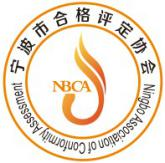 宁波市合格评定协会
NBCA
Ningbo Association of Conformity Assessment